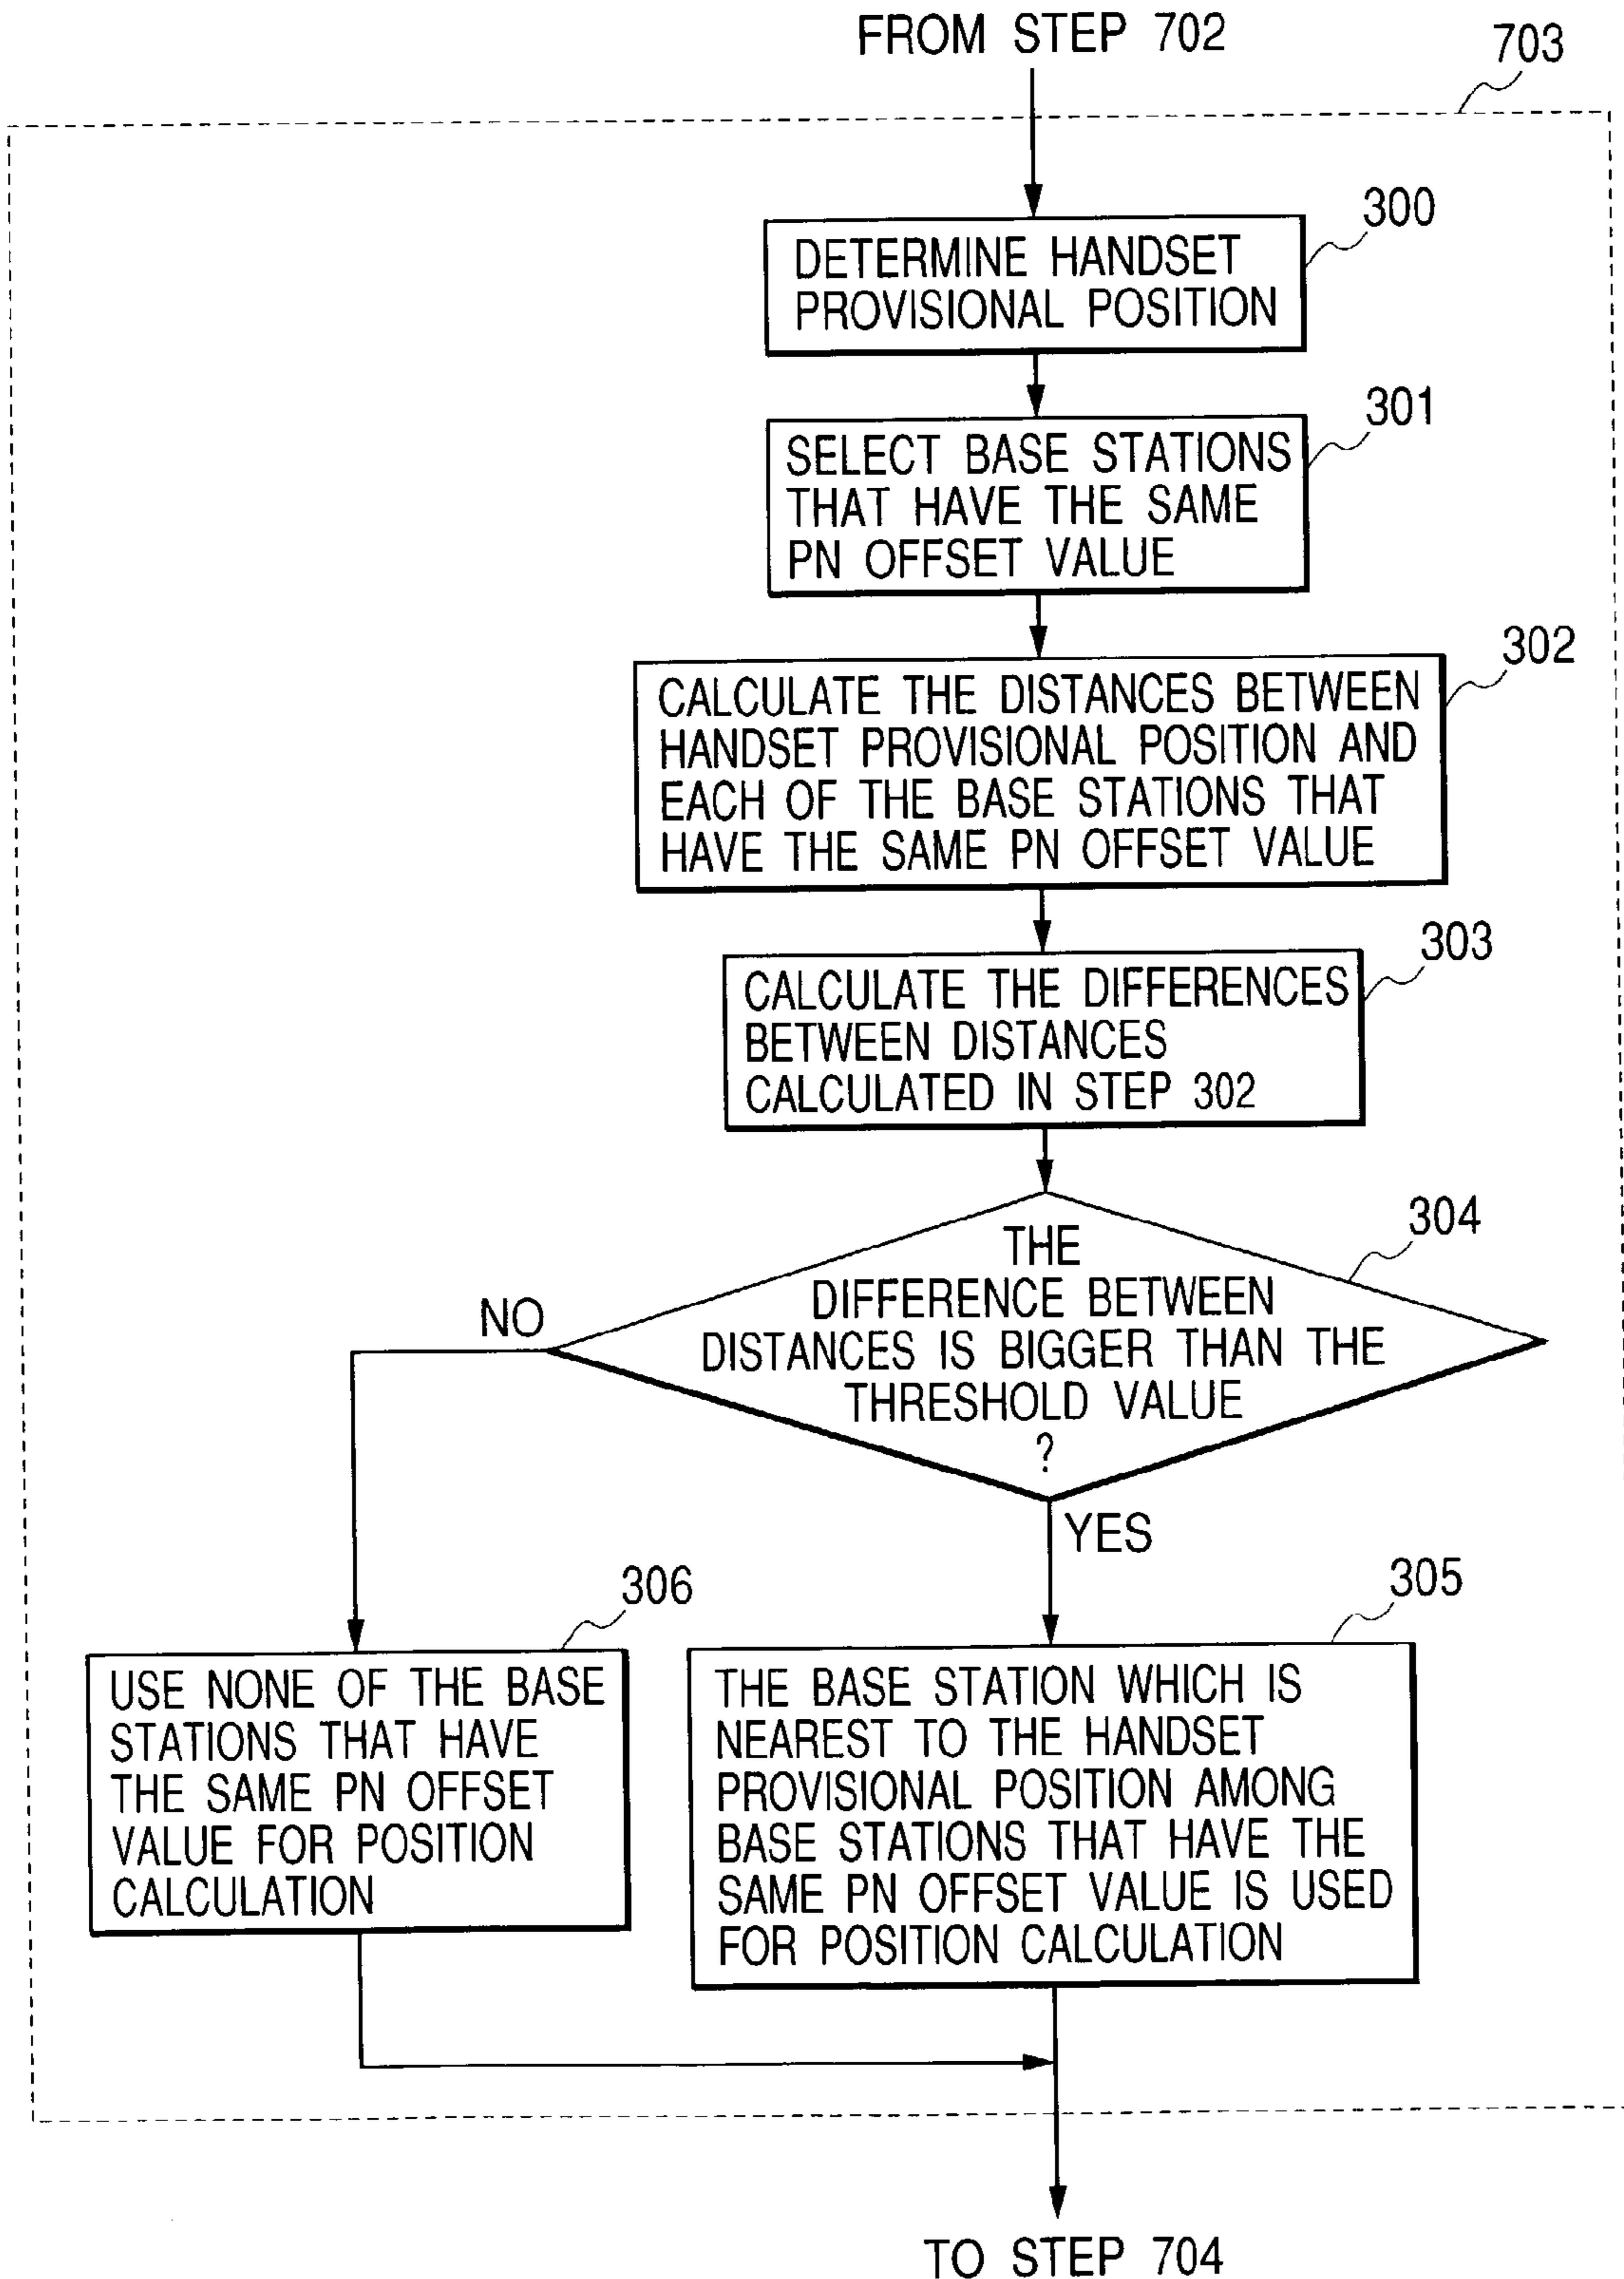 FROM STEP 702
703
300
DETERMINE HANDSET
PROVISIONAL POSITION
301
SELECT BASE STATIONS
THAT HAVE THE SAME
PN OFFSET VALUE
302
CALCULATE THE DISTANCES BETWEEN
HANDSET PROVISIONAL POSITION AND
EACH OF THE BASE STATIONS THAT
HAVE THE SAME PN OFFSET VALUE
303
CALCULATE THE DIFFERENCES
BETWEEN DISTANCES
CALCULATED IN STEP 302
304
THE
DIFFERENCE BETWEEN
DISTANCES IS BIGGER THAN THE
THRESHOLD VALUE
?
NO
YES
306
USE NONE OF THE BASE
STATIONS THAT HAVE
THE SAME PN OFFSET
VALUE FOR POSITION
CALCULATION
305
THE BASE STATION WHICH IS
NEAREST TO THE HANDSET
PROVISIONAL POSITION AMONG
BASE STATIONS THAT HAVE THE
SAME PN OFFSET VALUE IS USED
FOR POSITION CALCULATION
TO STEP 704